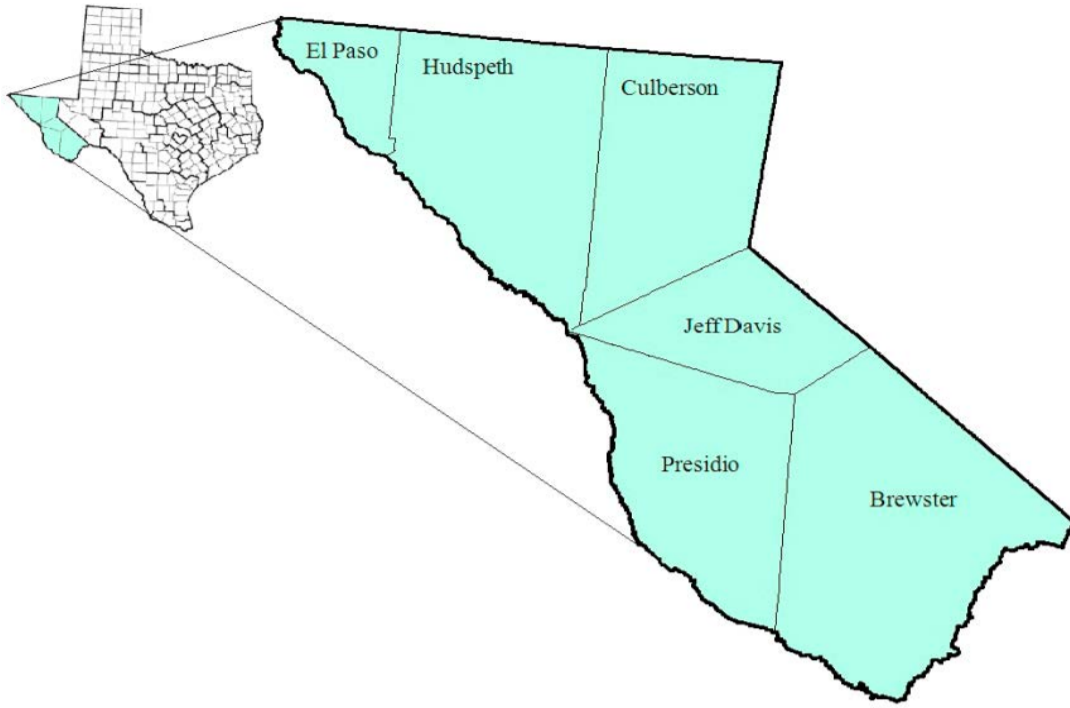 El Paso
Hudspeth
Culberson
Jeff Davis
Presidio
Brewster